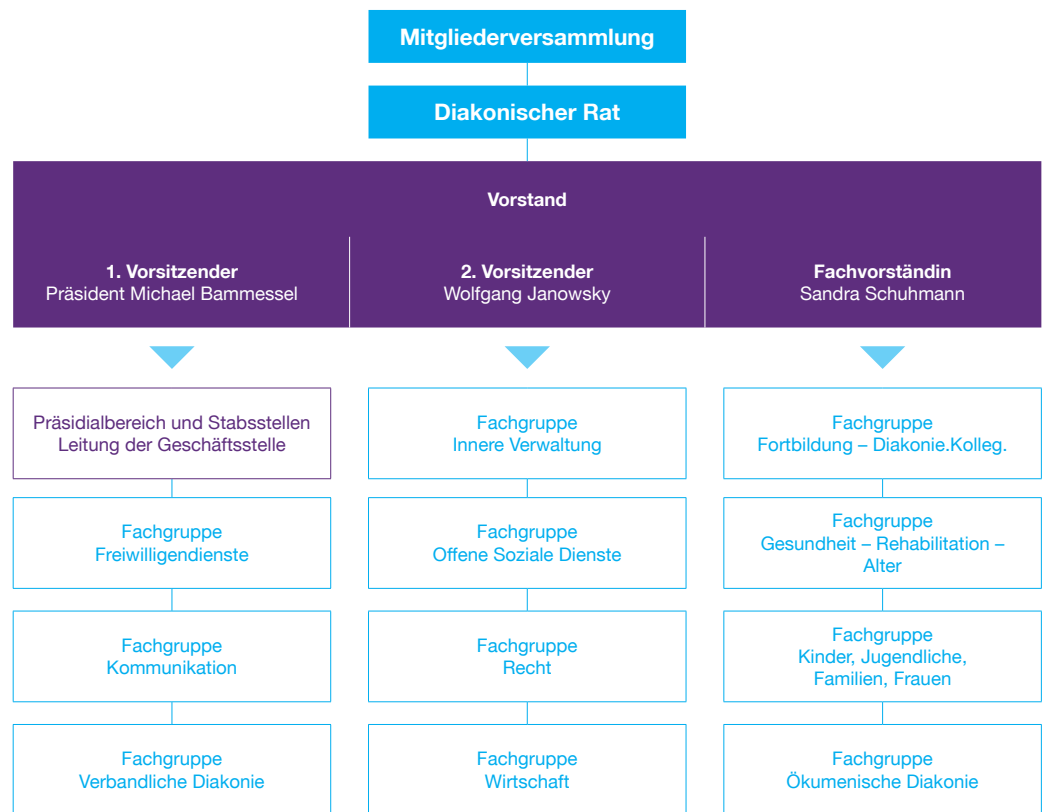 Mitgliederversammlung
Diakonischer Rat
Vorstand
1. Vorsitzender
Präsident Michael Bammessel
2. Vorsitzender
Wolfgang Janowsky
Fachvorständin
Sandra Schuhmann
Präsidialbereich und Stabsstellen
Leitung der Geschäftsstelle
Fachgruppe
Freiwilligendienste
Fachgruppe
Kommunikation
Fachgruppe
Verbandliche Diakonie
Fachgruppe
Innere Verwaltung
Fachgruppe
Offene Soziale Dienste
Fachgruppe
Recht
Fachgruppe
Wirtschaft
Fachgruppe
Fortbildung – Diakonie.Kolleg.
Fachgruppe
Gesundheit – Rehabilitation –
Alter
Fachgruppe
Kinder, Jugendliche,
Familien, Frauen
Fachgruppe
Ökumenische Diakonie